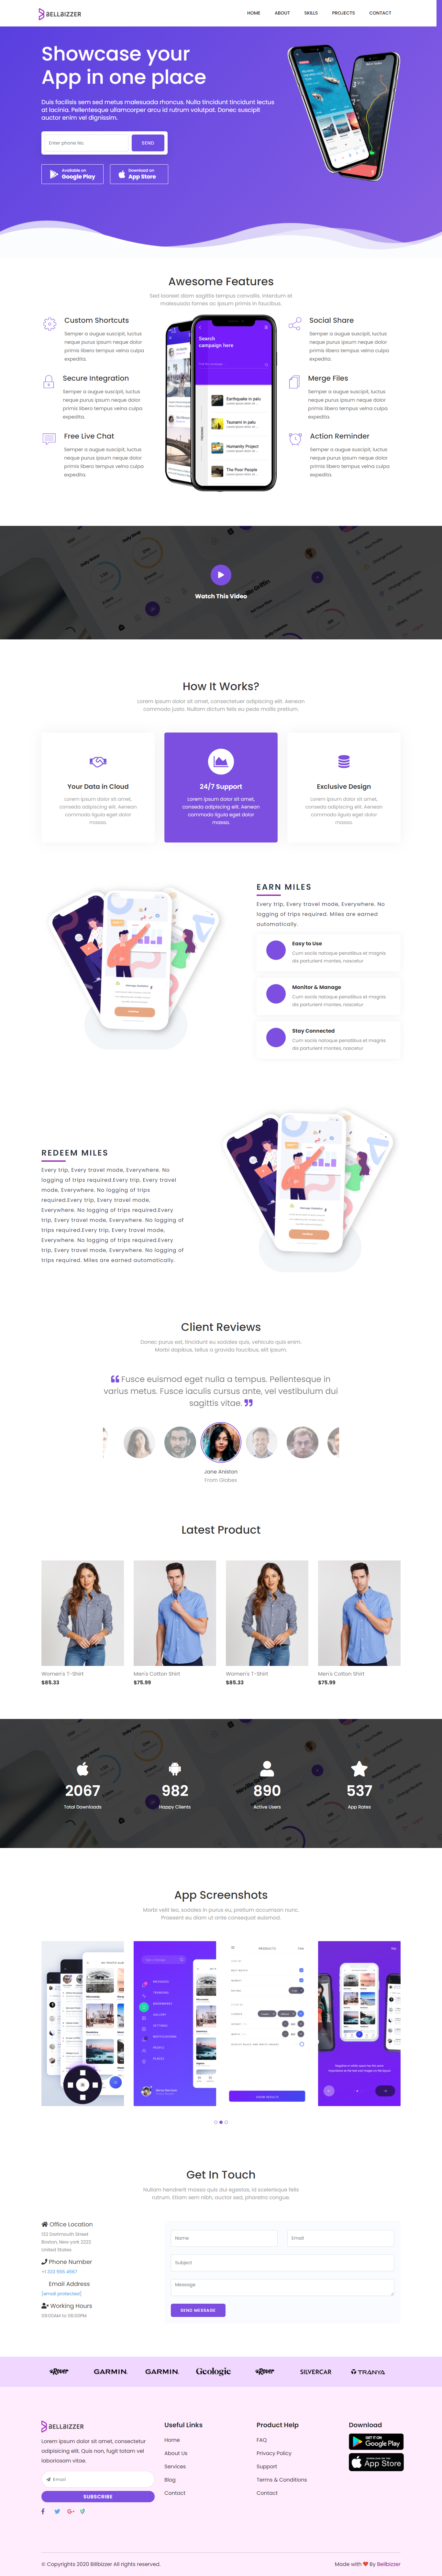 BELLBIZZER
HOME ABOUT SKILLS PROJECTS CONTACT
Showcase your
App in one place
Duis facilisis sem sed metus malesuada rhoncus. Nulla tincidunt tincidunt lectus
at lacinia. Pellentesque ullamcorper arcu id rutrum volutpat. Donec suscipit
auctor enim vel dignissim.
Enter phone No. SEND
Available on
Google Play
Download on
App Store
Awesome Features
Sed laoreet diam sagittis tempus convallis. Interdum et
malesuada fames ac ipsum primis in faucibus.
Custom Shortcuts
Semper a augue suscipit, luctus
neque purus ipsum neque dolor
primis libero tempus velna culpa
expedita.
Secure Integration
Semper a augue suscipit, luctus
neque purus ipsum neque dolor
primis libero tempus velna culpa
expedita.
Free Live Chat
Semper a augue suscipit, luctus
neque purus ipsum neque dolor
primis libero tempus velna culpa
expedita.
Search
campaign here
Earthquake in palu
Tsunami in palu
Humanity Project
The Poor People
Social Share
Semper a augue suscipit, luctus
neque purus ipsum neque dolor
primis libero tempus velna culpa
expedita.
Merge Files
Semper a augue suscipit, luctus
neque purus ipsum neque dolor
primis libero tempus velna culpa
expedita.
Action Reminder
Semper a augue suscipit, luctus
neque purus ipsum neque dolor
primis libero tempus velna culpa
expedita.
Watch This Video
How It Works?
Lorem ipsum dolor sit amet, consectetuer adipiscing elit. Aenean
commodo justo. Nullam dictum felis eu pede mollis pretium.
Your Data in Cloud
Lorem ipsum dolor sit amet,
conseda adipiscing elit. Aenean
commodo ligula eget dolor
massa.
24/7 Support
Lorem ipsum dolor sit amet,
conseda adipiscing elit. Aenean
commodo ligula eget dolor
massa.
Exclusive Design
Lorem ipsum dolor sit amet,
conseda adipiscing elit. Aenean
commodo ligula eget dolor
massa.
EARN MILES
Every trip, Every travel mode, Everywhere. No
logging of trips required. Miles are earned
automatically.
Easy to Use
Cum sociis natoque penatibus et magnis
dis parturient montes, nascetur
Monitor & Manage
Cum sociis natoque penatibus et magnis
dis parturient montes, nascetur
Stay Connected
Cum sociis natoque penatibus et magnis
dis parturient montes, nascetur
REDEEM MILES
Every trip, Every travel mode, Everywhere. No
logging of trips required.Every trip, Every travel
mode, Everywhere. No logging of trips
required.Every trip, Every travel mode,
Everywhere. No logging of trips required.Every
trip, Every travel mode, Everywhere. No logging of
trips required.Every trip, Every travel mode,
Everywhere. No logging of trips required.Every
trip, Every travel mode, Everywhere. No logging of
trips required. Miles are earned automatically.
Client Reviews
Donec purus est, tincidunt eu sodales quis, vehicula quis enim.
Morbi dapibus, tellus a gravida faucibus, elit ipsum.
Fusce euismod eget nulla a tempus. Pellentesque in
varius metus. Fusce iaculis cursus ante, vel vestibulum dui
sagittis vitae.
Jane Aniston
From Globex
Latest Product
Women's T-Shirt
$85.33
Men's Cotton Shirt
$75.99
Women's T-Shirt
$85.33
Men's Cotton Shirt
$75.99
2067
Total Downloads
982
Happy Clients
890
Active Users
537
App Rates
App Screenshots
Morbi velit leo, sodales in purus eu, pretium accumsan nunc.
Praesent eu diam ut ante consequat euismod.
PRODUCTS
Get In Touch
Nullam hendrerit massa quis dui egestas, id scelerisque felis
rutrum. Etiam sem nibh, auctor sed, pharetra congue.
Office Location
132 Dartmouth Street
Boston, New york 2222
United States
Phone Number
+1 333 555 4567
Email Address
[email protected]
Working Hours
09:00AM to 06:00PM
Name
Email
Subject
Message
SEND MESSAGE
Rover GARMIN. GARMIN. Geologic Rover SILVERCAR TRANYA
BELLBIZZER
Lorem ipsum dolor sit amet, consectetur
adipisicing elit. Quis non, fugit totam vel
laboriosam vitae.
Email
SUBSCRIBE
Useful Links
Home
About Us
Services
Blog
Contact
Product Help
FAQ
Privacy Policy
Support
Terms & Conditions
Contact
Download
GET IT ON
Google Play
App Store
© Copyrights 2020 Billbizzer All rights reserved.
Made with ❤ By Bellbizzer